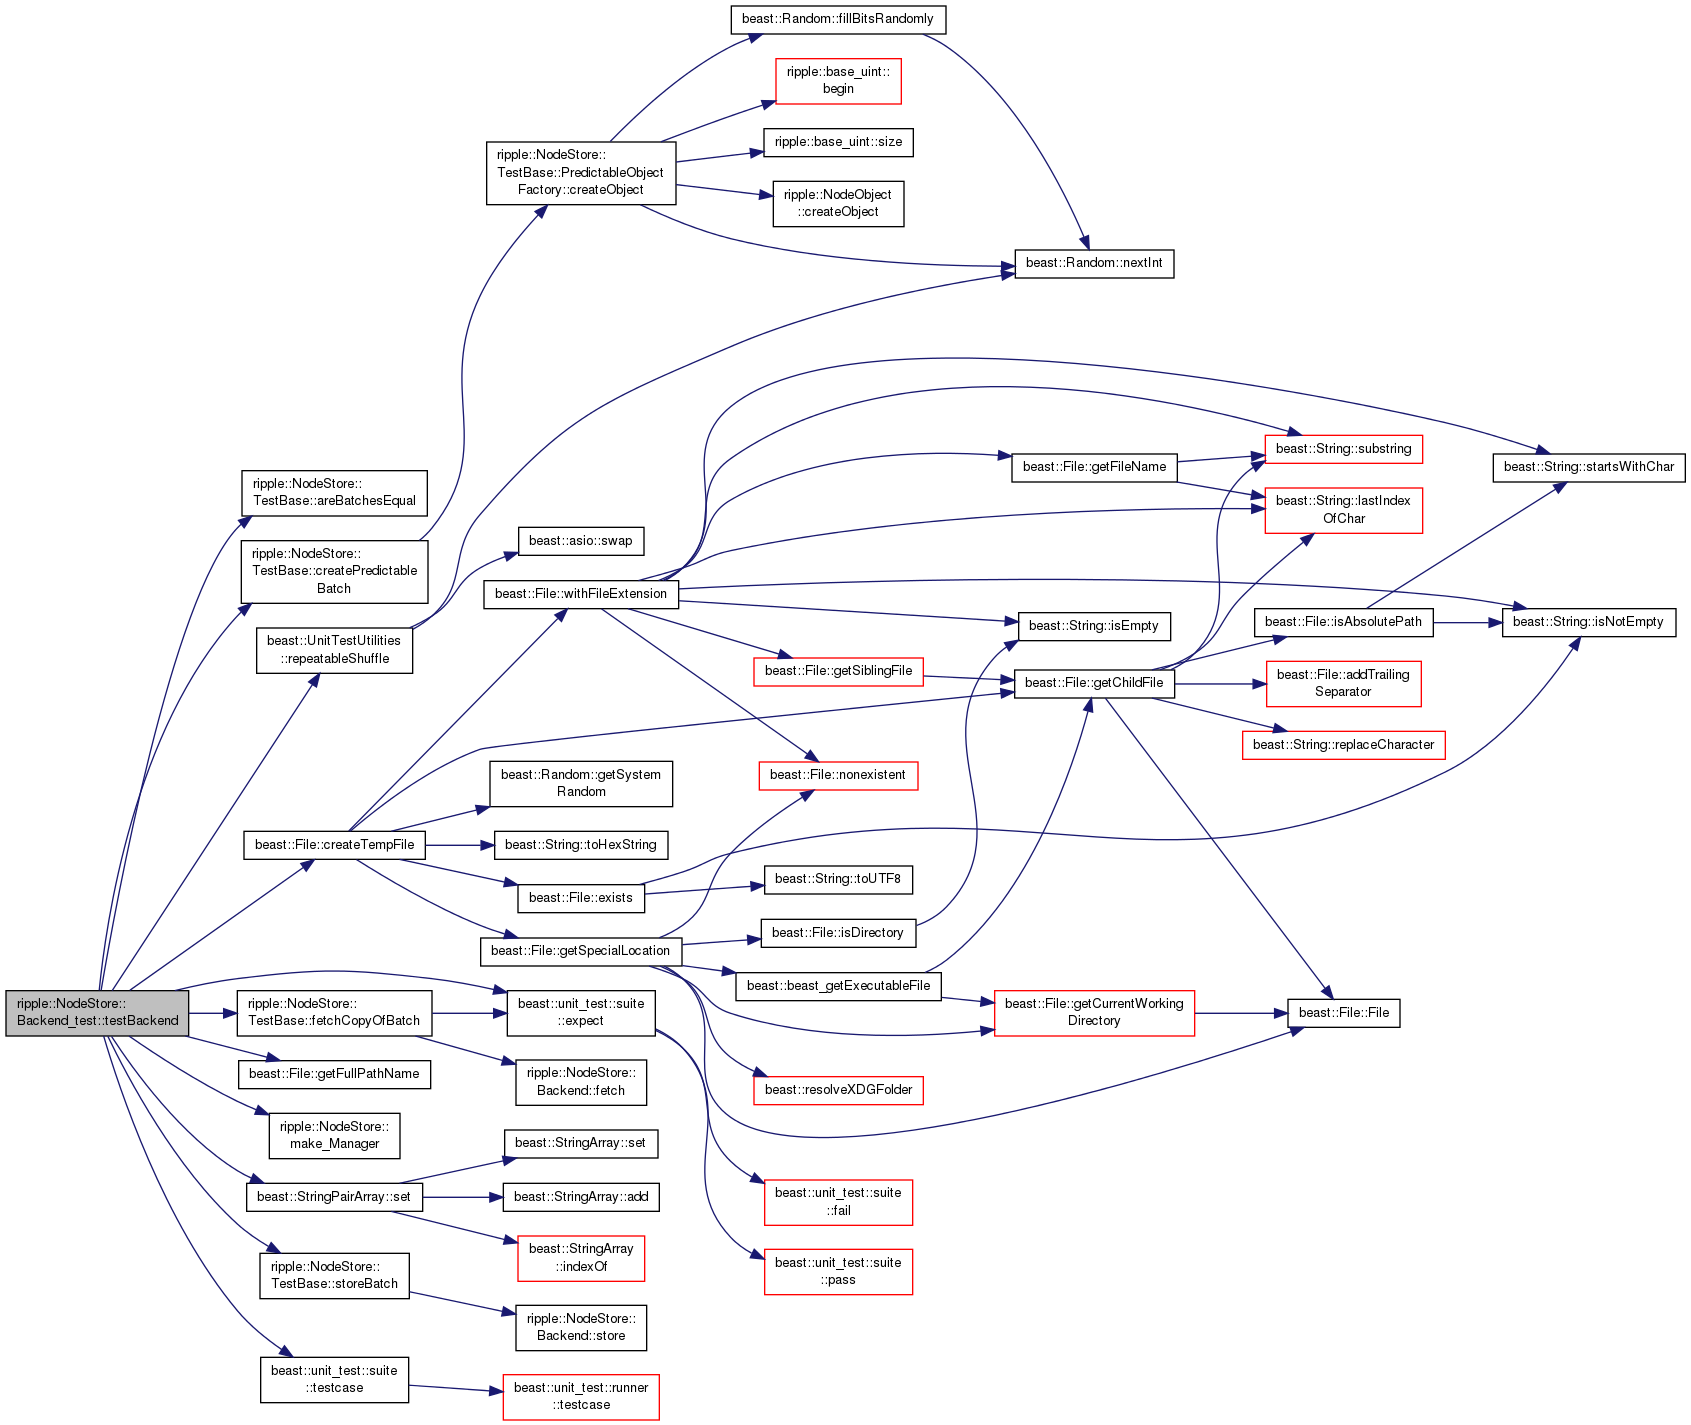 beast::Random::fillBitsRandomly
ripple::base_uint::
begin
ripple::base_uint::size
ripple::NodeStore::
TestBase::PredictableObject
Factory::createObject
ripple::NodeObject
::createObject
beast::Random::nextInt
beast::String::substring
beast::File::getFileName
beast::String::startsWithChar
ripple::NodeStore::
TestBase::areBatchesEqual
beast::String::lastIndex
OfChar
beast::asio::swap
ripple::NodeStore::
TestBase::createPredictable
Batch
beast::File::withFileExtension
beast::String::isEmpty
beast::File::isAbsolutePath
beast::String::isNotEmpty
beast::UnitTestUtilities
::repeatableShuffle
beast::File::getSiblingFile
beast::File::getChildFile
beast::File::addTrailing
Separator
beast::String::replaceCharacter
beast::File::nonexistent
beast::Random::getSystem
Random
beast::File::createTempFile
beast::String::toHexString
beast::String::toUTF8
beast::File::exists
beast::File::isDirectory
beast::File::getSpecialLocation
beast::beast_getExecutableFile
ripple::NodeStore::
Backend_test::testBackend
ripple::NodeStore::
TestBase::fetchCopyOfBatch
beast::unit_test::suite
::expect
beast::File::getCurrentWorking
Directory
beast::File::File
beast::File::getFullPathName
ripple::NodeStore::
Backend::fetch
beast::resolveXDGFolder
ripple::NodeStore::
make_Manager
beast::StringArray::set
beast::StringPairArray::set
beast::StringArray::add
beast::unit_test::suite
::fail
beast::StringArray
::indexOf
beast::unit_test::suite
::pass
ripple::NodeStore::
TestBase::storeBatch
ripple::NodeStore::
Backend::store
beast::unit_test::suite
::testcase
beast::unit_test::runner
::testcase